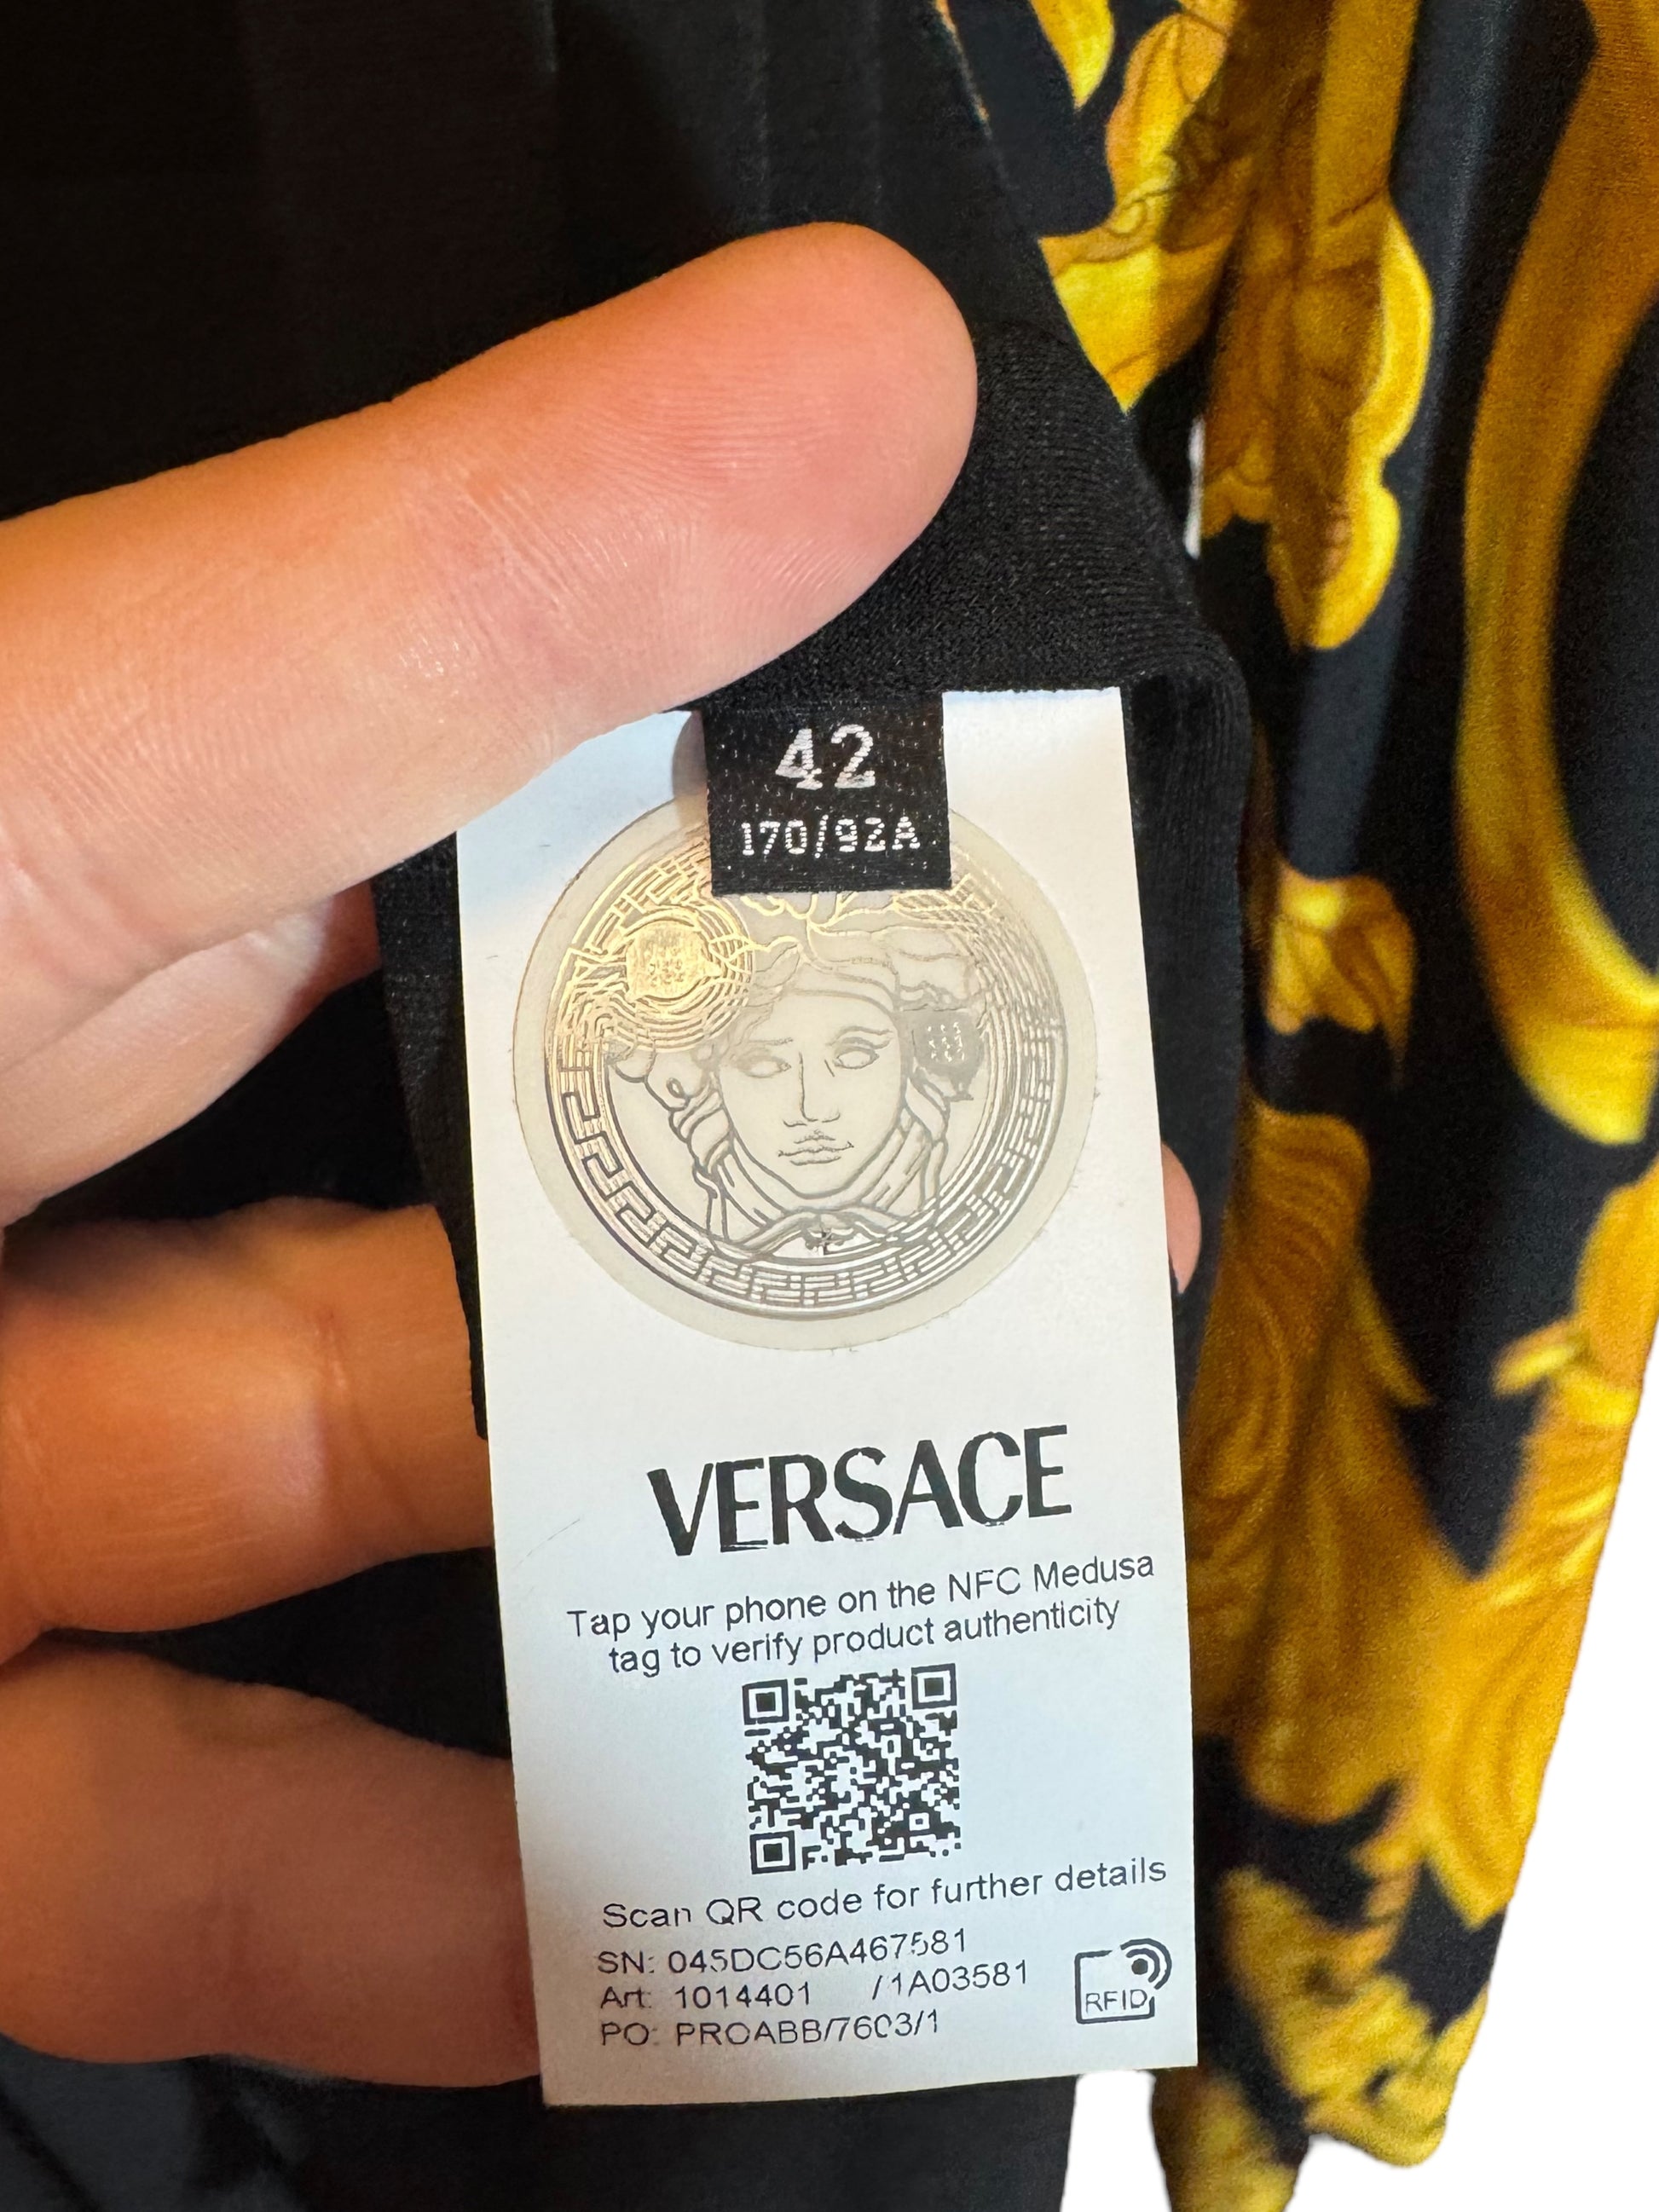 42
170/92A
VERSACE
Tap your phone on the NFC Medusa
tag to verify product authenticity
Scan QR code for further details
SN: 045DC56A467581
Art: 1014401 /1A03581
PO: PROABB/7603/1
RFID